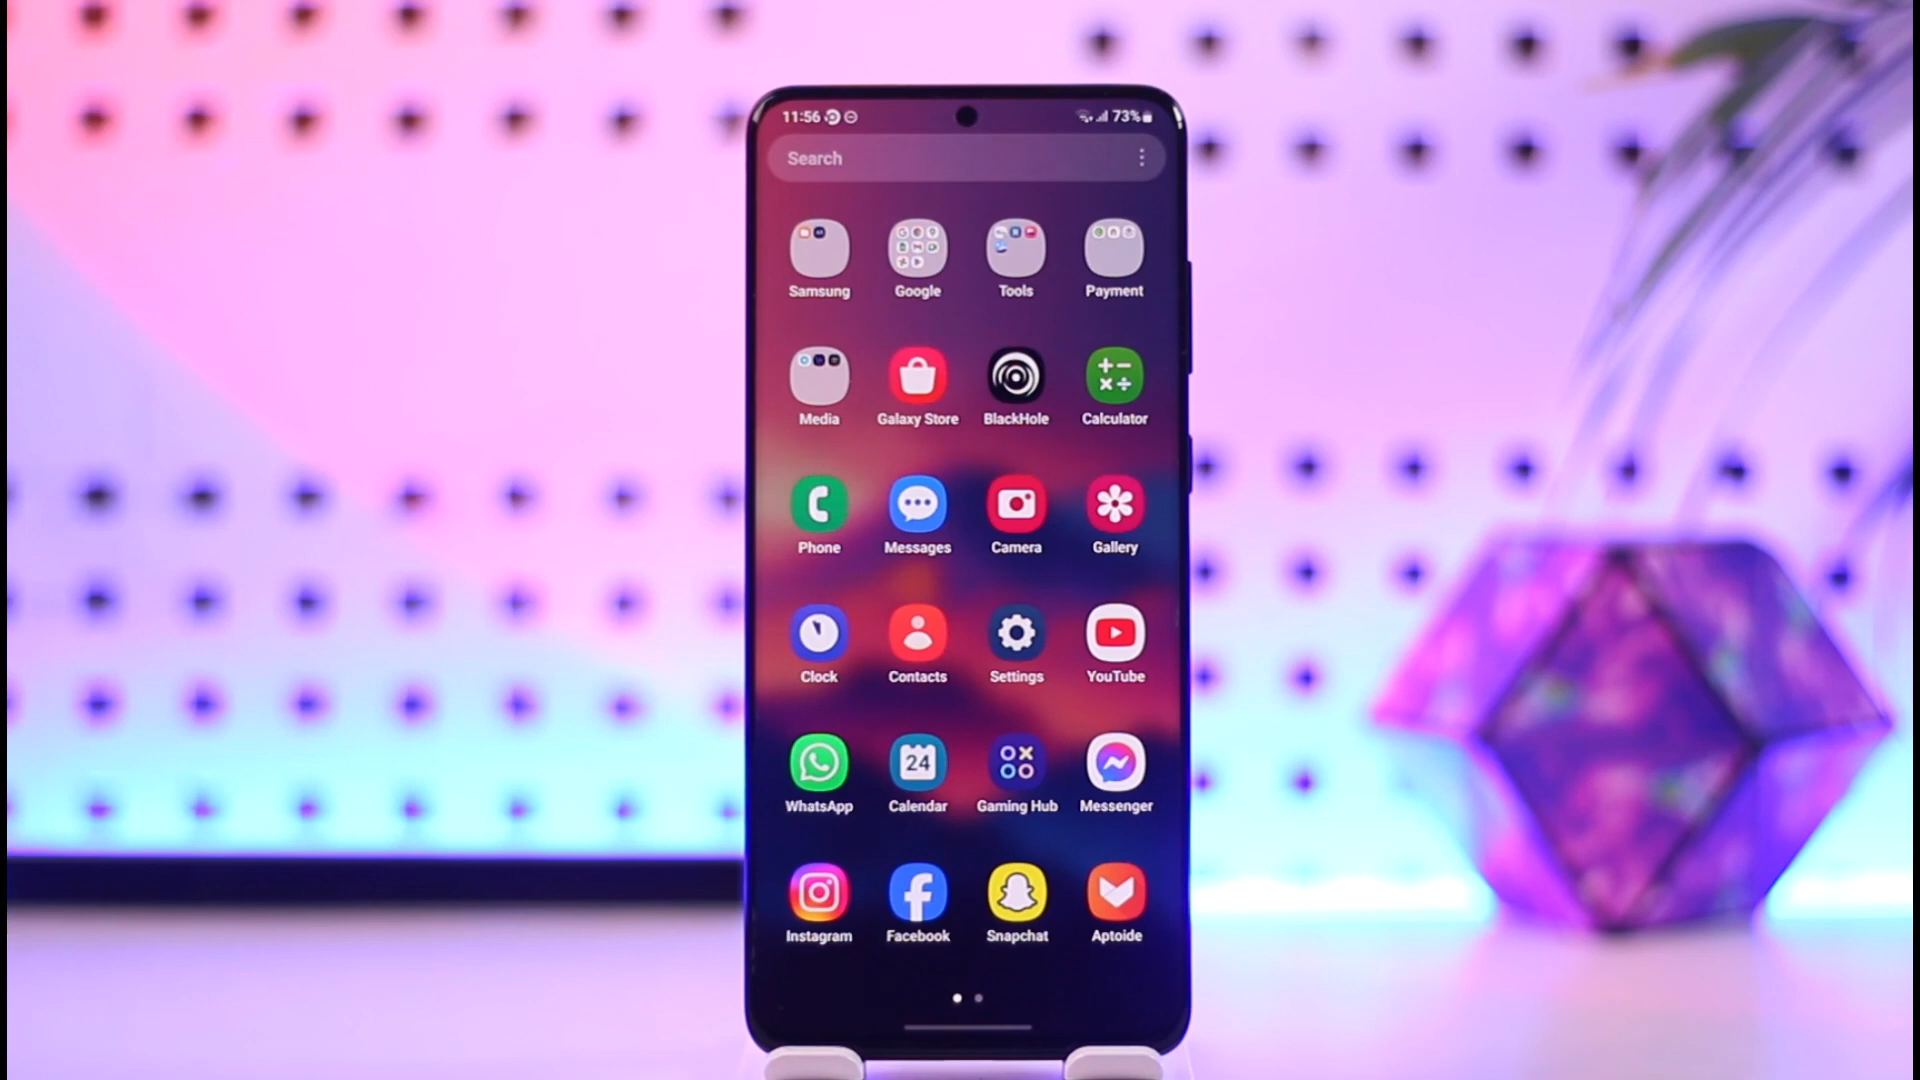 11:56 73%
Search
Samsung Google Tools Payment
Media Galaxy Store BlackHole Calculator
Phone Messages Camera Gallery
Clock Contacts Settings YouTube
24
WhatsApp Calendar Gaming Hub Messenger
Instagram Facebook Snapchat Aptoide